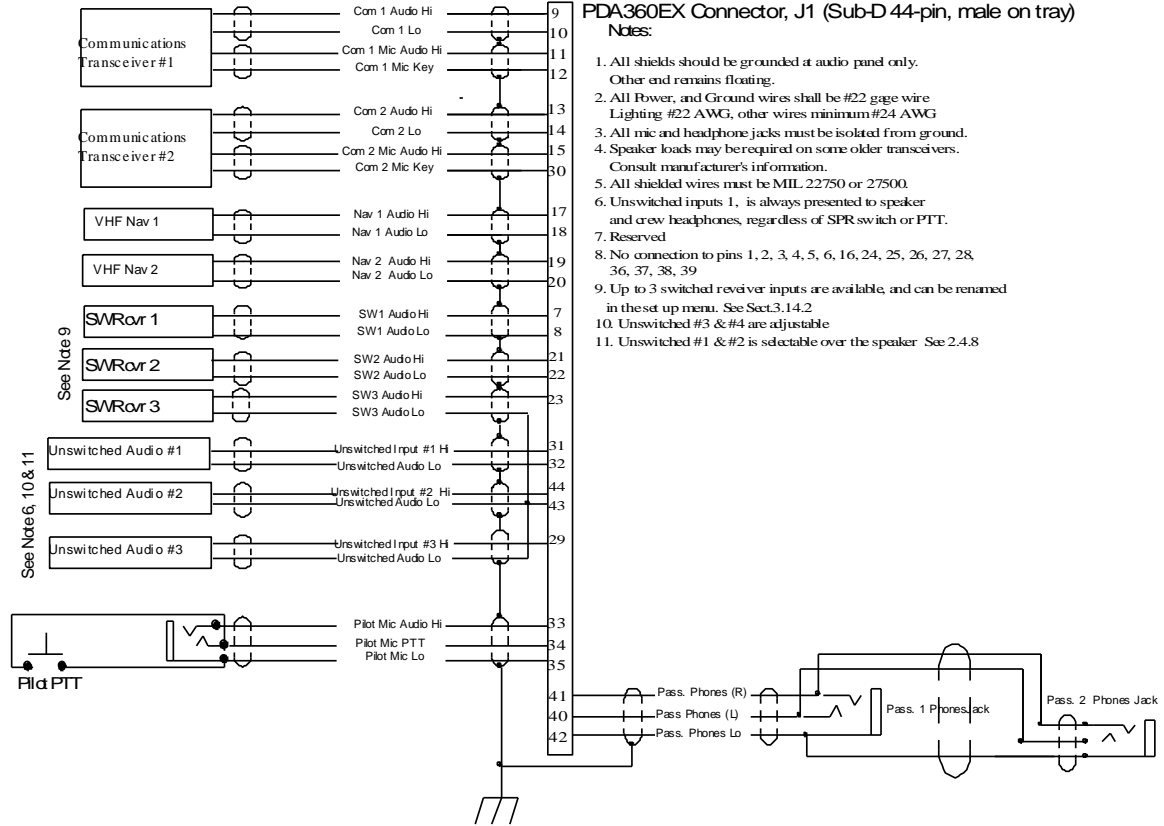 PDA360EX Connector, J1 (Sub-D 44-pin, male on tray)
Notes:
1. All shields should be grounded at audio panel only.
Other end remains floating.
2. All Power, and Ground wires shall be #22 gage wire
Lighting #22 AWG, other wires minimum #24 AWG
3. All mic and headphone jacks must be isolated from ground.
4. Speaker loads may be required on some older transceivers.
Consult manufacturer's information.
5. All shielded wires must be MIL 22750 or 27500.
6. Unswitched inputs 1, is always presented to speaker
and crew headphones, regardless of SPR switch or PTT.
7. Reserved
8. No connection to pins 1, 2, 3, 4, 5, 6, 16, 24, 25, 26, 27, 28,
36, 37, 38, 39
9. Up to 3 switched reveiver inputs are available, and can be renamed
in the set up menu. See Sect.3.14.2
10. Unswitched #3 & #4 are adjustable
11. Unswitched #1 & #2 is selectable over the speaker See 2.4.8
Communications
Transceiver #1
Com 1 Audio Hi 9
Com 1 Lo 10
Com 1 Mic Audio Hi 11
Com 1 Mic Key 12
Communications
Transceiver #2
Com 2 Audio Hi 13
Com 2 Lo 14
Com 2 Mic Audio Hi 15
Com 2 Mic Key 30
VHF Nav 1
Nav 1 Audio Hi 17
Nav 1 Audio Lo 18
VHF Nav 2
Nav 2 Audio Hi 19
Nav 2 Audio Lo 20
See Note 9
SWRcvr 1
SW1 Audio Hi 7
SW1 Audio Lo 8
SWRcvr 2
SW2 Audio Hi 21
SW2 Audio Lo 22
SWRcvr 3
SW3 Audio Hi 23
SW3 Audio Lo
See Note 6, 10 & 11
Unswitched Audio #1
Unswitched Input #1 Hi 31
Unswitched Audio Lo 32
Unswitched Audio #2
Unswitched Input #2 Hi 44
Unswitched Audio Lo 43
Unswitched Audio #3
Unswitched Input #3 Hi 29
Unswitched Audio Lo
Pilot PTT
Pilot Mic Audio Hi 33
Pilot Mic PTT 34
Pilot Mic Lo 35
41 Pass. Phones (R)
40 Pass Phones (L)
42 Pass. Phones Lo
Pass. 1 Phones Jack
Pass. 2 Phones Jack